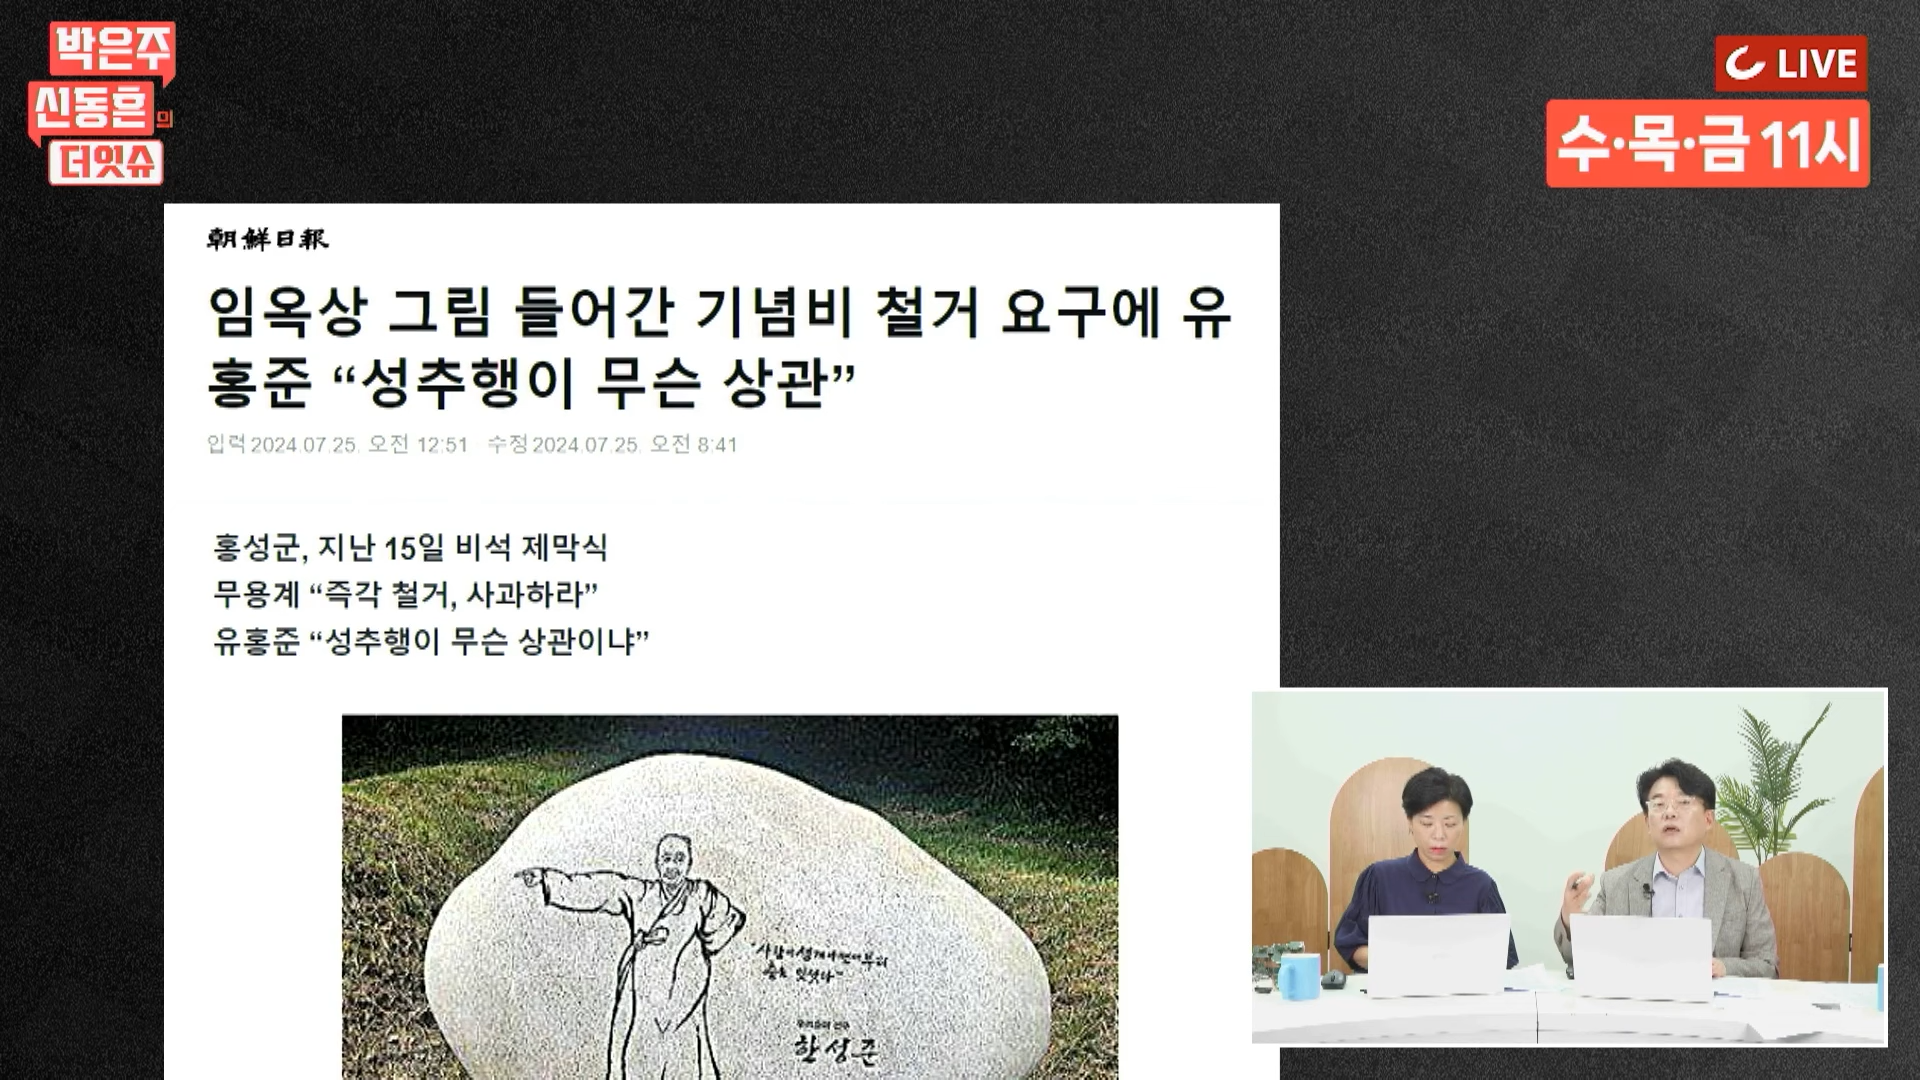 박은주
신동흔의
더잇슈
LIVE
수·목·금 11시
朝鮮日報
임옥상 그림 들어간 기념비 철거 요구에 유
홍준 “성추행이 무슨 상관”
입력 2024.07.25. 오전 12:51 수정 2024.07.25. 오전 8:41
홍성군, 지난 15일 비석 제막식
무용계 “즉각 철거, 사과하라”
유홍준 “성추행이 무슨 상관이냐”
한성준